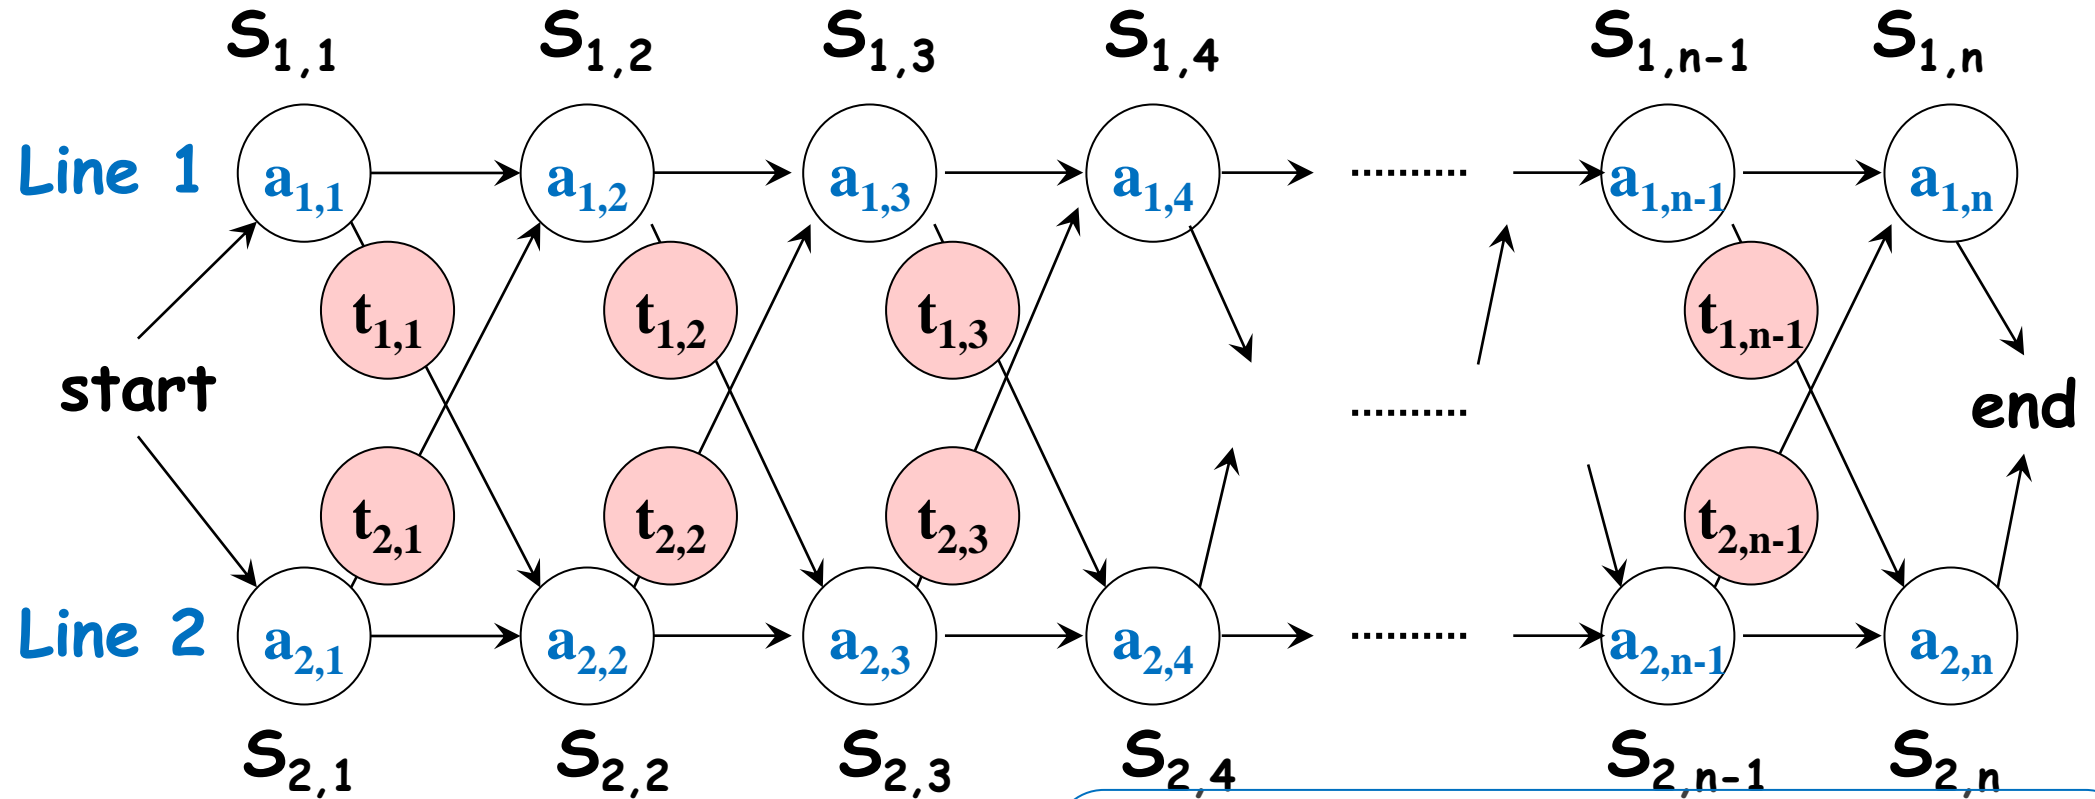 S1,1 S1,2 S1,3 S1,4 S1,n-1 S1,n
Line 1 a1,1 a1,2 a1,3 a1,4 .......... a1,n-1 a1,n
t1,1 t1,2 t1,3 t1,n-1
start .......... end
t2,1 t2,2 t2,3 t2,n-1
Line 2 a2,1 a2,2 a2,3 a2,4 .......... a2,n-1 a2,n
S2,1 S2,2 S2,3 S2,4 S2,n-1 S2,n